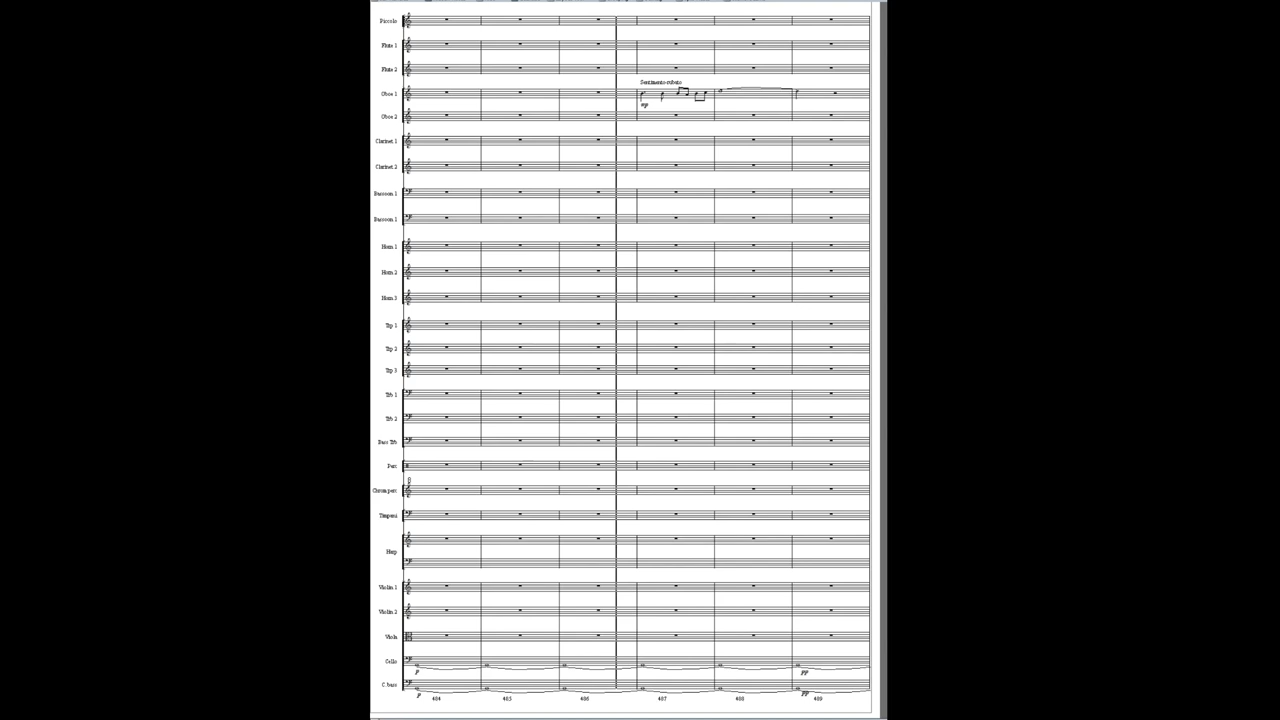 Piccolo
Flute 1
Flute 2
Sentimento rubato
Oboe 1
mp
Oboe 2
Clarinet 1
Clarinet 2
Bassoon 1
Bassoon 1
Horn 1
Horn 2
Horn 3
Trp 1
Trp 2
Trp 3
Trb 1
Trb 2
Bass Trb
Perc
8
Chrom.perc
Timpani
Harp
Violin 1
Violin 2
Viola
Cello
p pp
C.bass
p pp
404 405 406 407 408 409